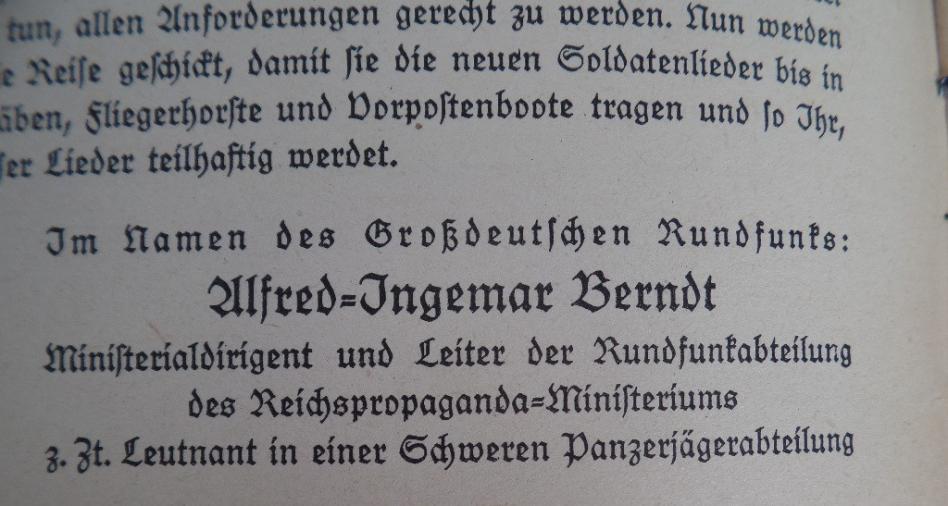 tun, allen Anforderungen gerecht zu werden. Nun werden
Reise geschickt, damit sie die neuen Soldatenlieder bis in
Fliegerhorste und Vorpostenboote tragen und so Ihr,
Lieder teilhaftig werdet.
Im Namen des Großdeutschen Rundfunks:
Alfred-Ingemar Berndt
Ministerialdirigent und Leiter der Rundfunkabteilung
des Reichspropaganda-Ministeriums
z. Zt. Leutnant in einer Schweren Panzerjägerabteilung